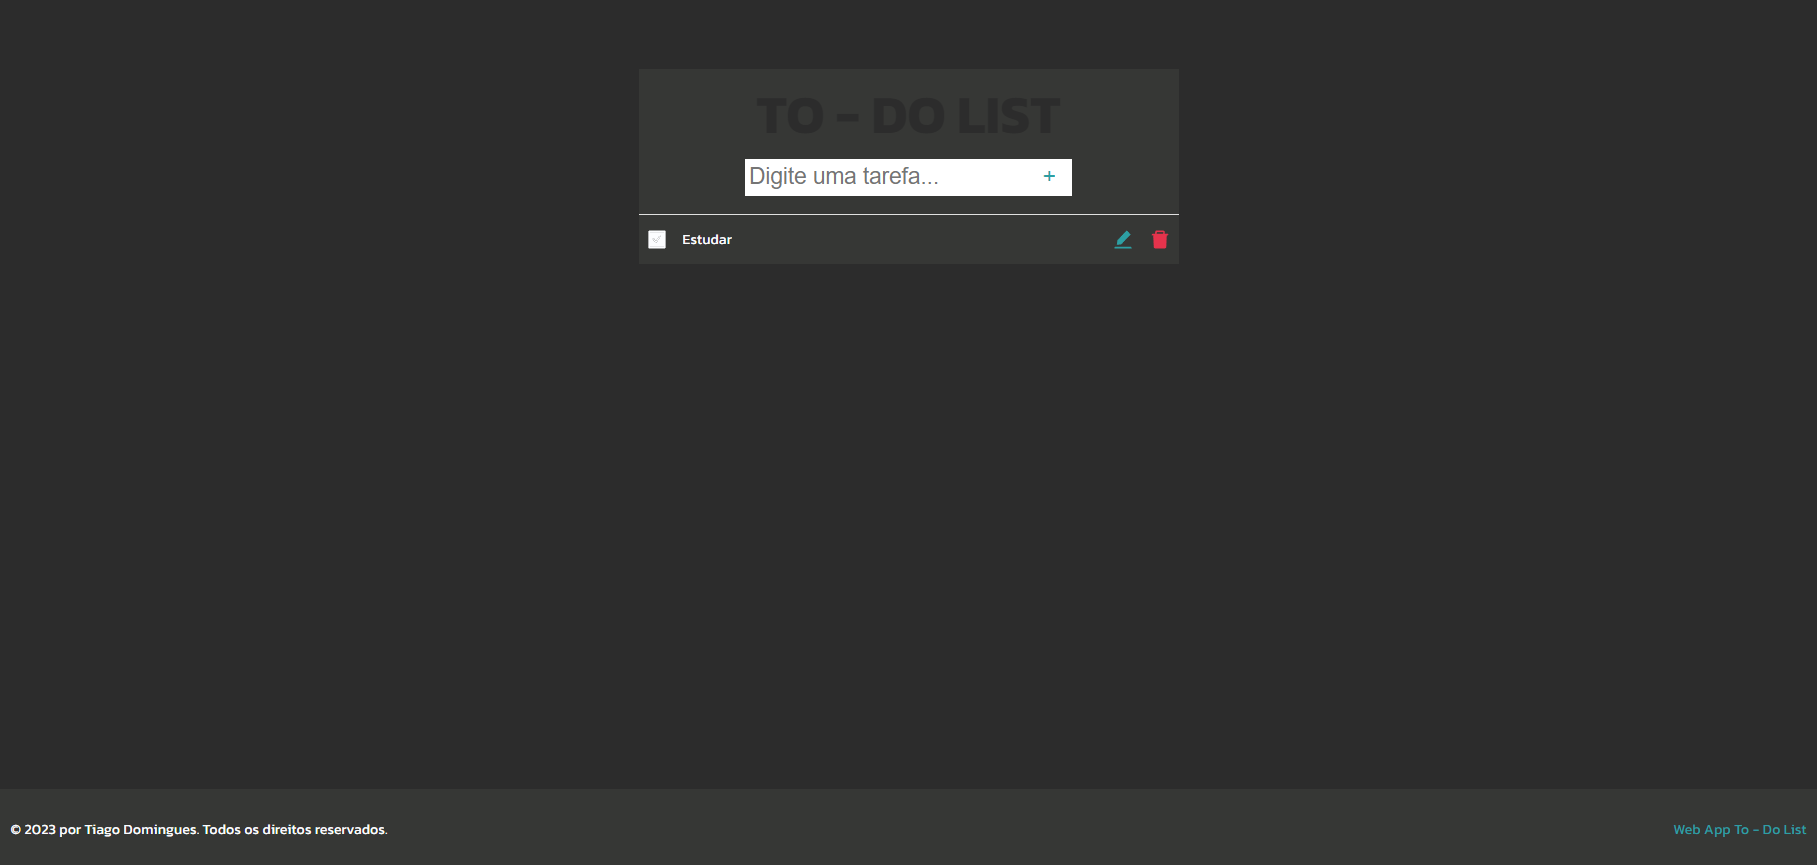 TO - DO LIST
Digite uma tarefa... +
Estudar
© 2023 por Tiago Domingues. Todos os direitos reservados.
Web App To - Do List